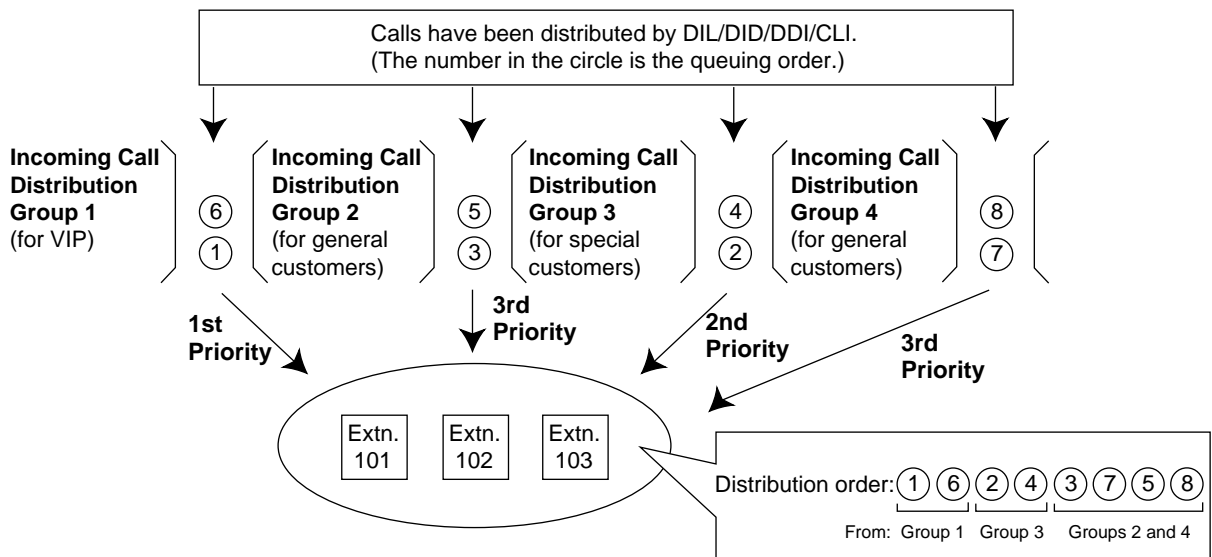 Calls have been distributed by DIL/DID/DDI/CLI.
(The number in the circle is the queuing order.)
Incoming Call
Distribution
Group 1
(for VIP)
6
1
Incoming Call
Distribution
Group 2
(for general
customers)
5
3
Incoming Call
Distribution
Group 3
(for special
customers)
4
2
Incoming Call
Distribution
Group 4
(for general
customers)
8
7
1st
Priority
3rd
Priority
2nd
Priority
3rd
Priority
Extn.
101
Extn.
102
Extn.
103
Distribution order: 1 6 2 4 3 7 5 8
From: Group 1 Group 3 Groups 2 and 4